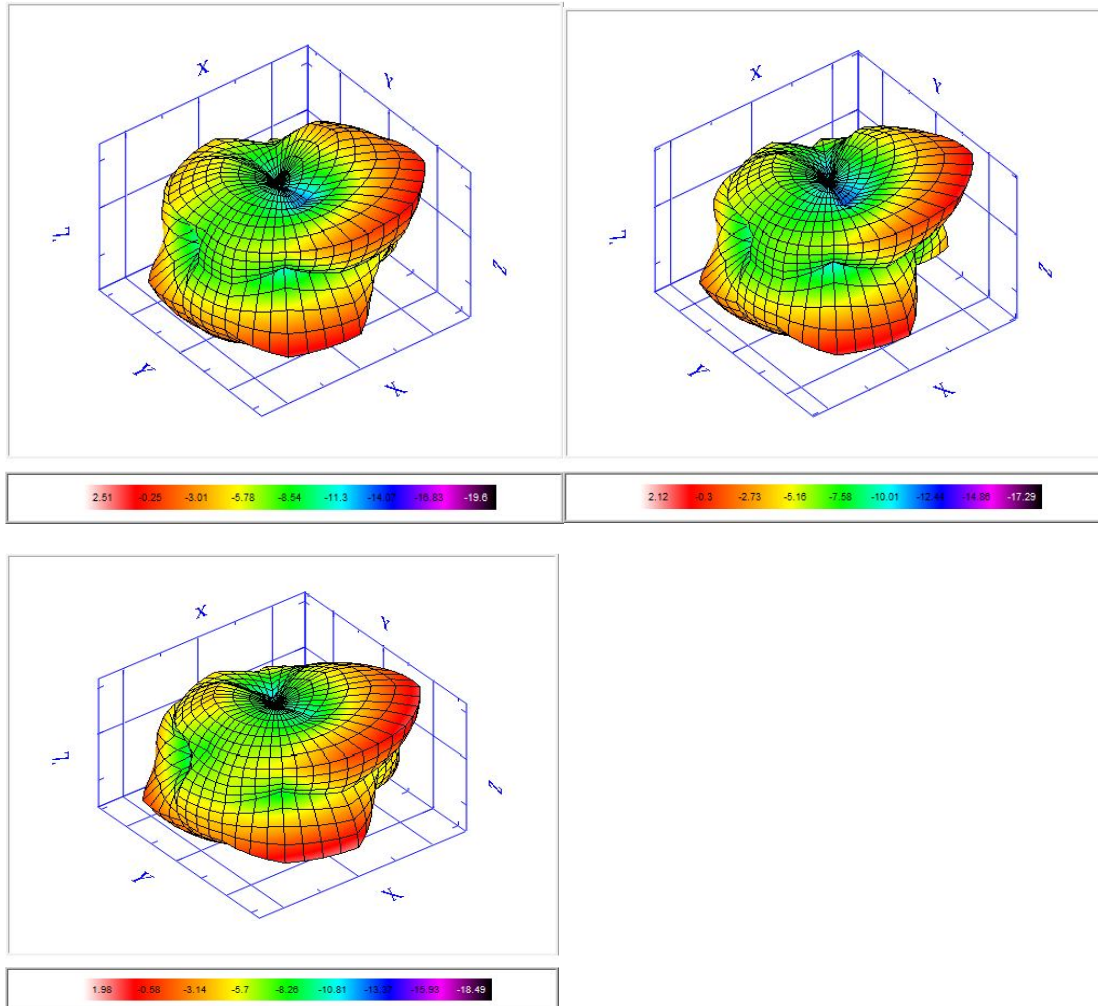 X
Y
Z
Z
Y
X
2.51 -0.25 -3.01 -5.78 -8.54 -11.3 -14.07 -16.83 -19.6
X
Y
Z
Z
Y
X
2.12 -0.3 -2.73 -5.16 -7.58 -10.01 -12.44 -14.86 -17.29
X
Y
Z
Z
Y
X
1.98 -0.58 -3.14 -5.7 -8.26 -10.81 -13.37 -15.93 -18.49